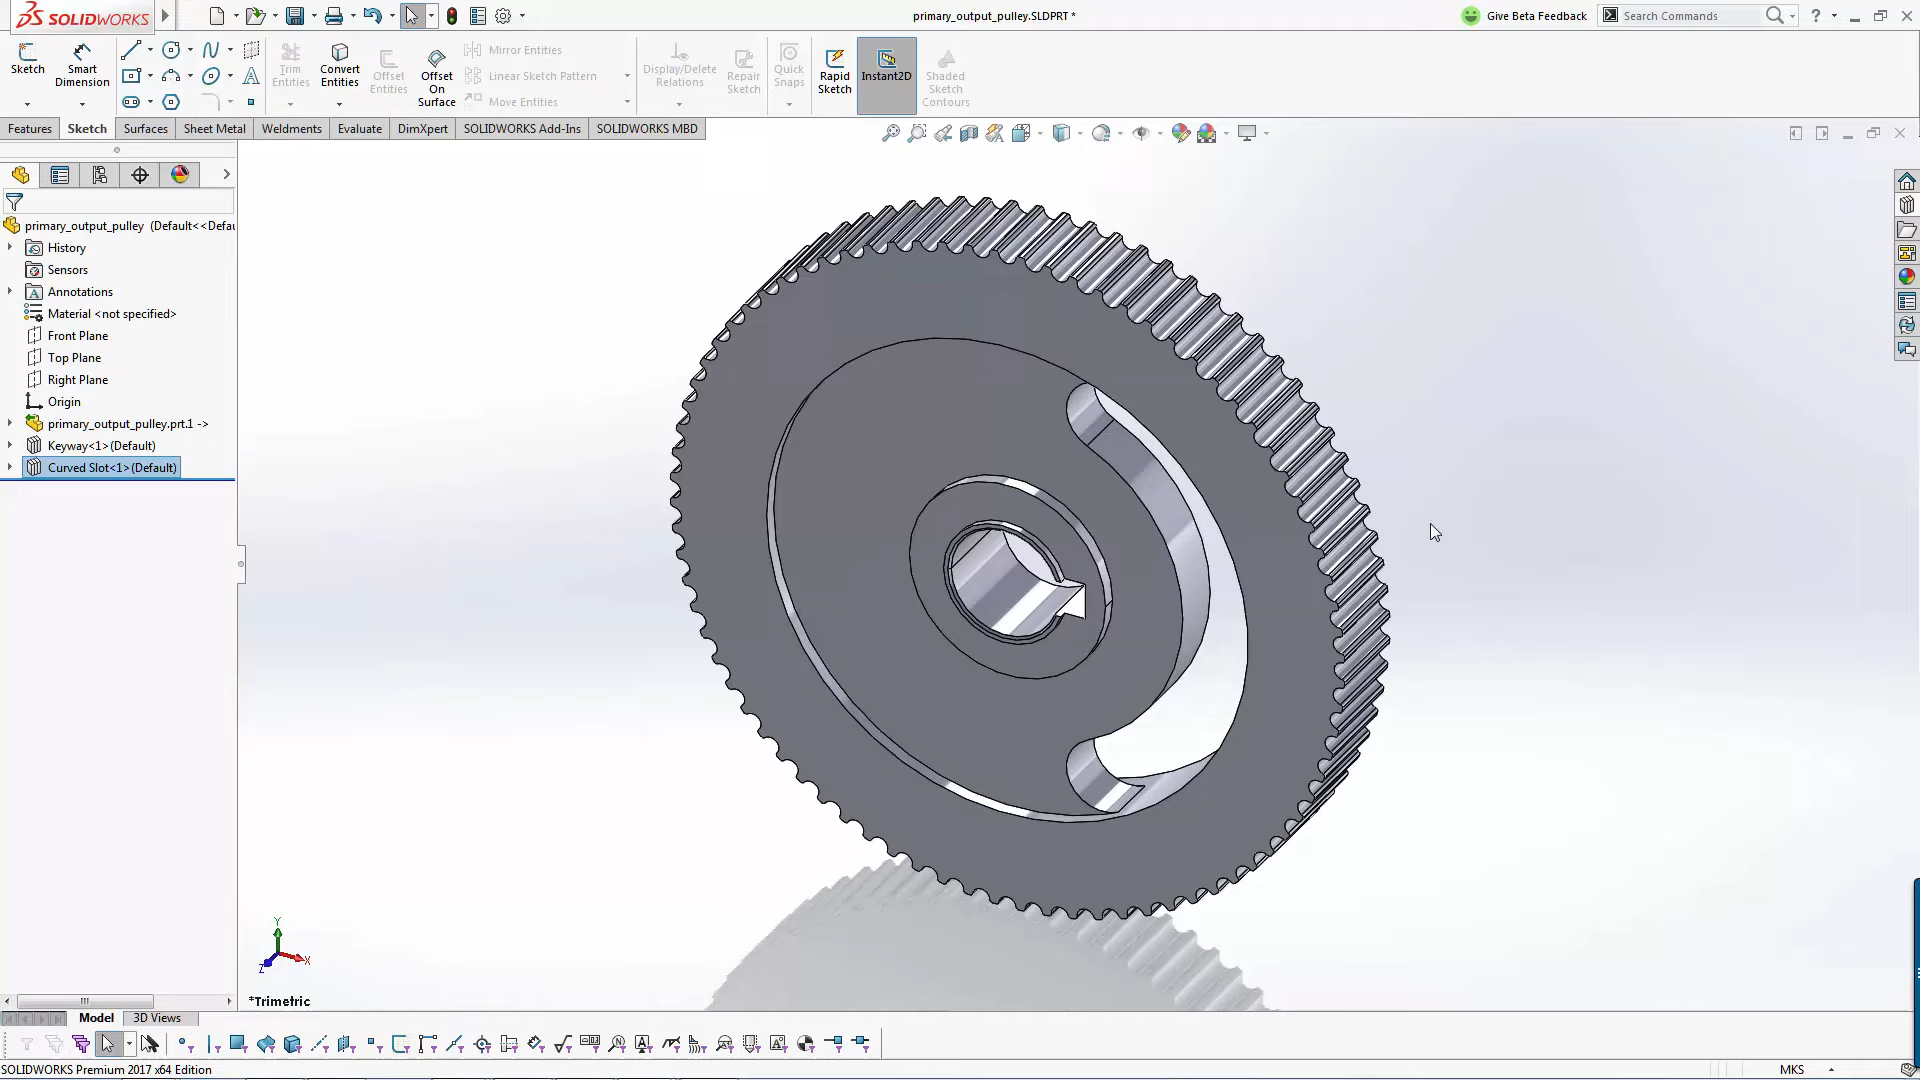 SOLIDWORKS
primary_output_pulley.SLDPRT *
Give Beta Feedback
Search Commands
Sketch
Smart Dimension
Trim Entities
Convert Entities
Offset Entities
Offset On Surface
Mirror Entities
Linear Sketch Pattern
Move Entities
Display/Delete Relations
Repair Sketch
Quick Snaps
Rapid Sketch
Instant2D
Shaded Sketch Contours
Features
Sketch
Surfaces
Sheet Metal
Weldments
Evaluate
DimXpert
SOLIDWORKS Add-Ins
SOLIDWORKS MBD
primary_output_pulley (Default<<Defau
History
Sensors
Annotations
Material <not specified>
Front Plane
Top Plane
Right Plane
Origin
primary_output_pulley.prt.1 ->
Keyway<1>(Default)
Curved Slot<1>(Default)
Y
X
Z
*Trimetric
Model
3D Views
SOLIDWORKS Premium 2017 x64 Edition
MKS